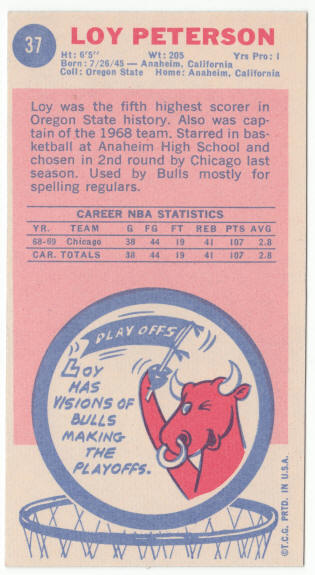 37
LOY PETERSON
Ht: 6'5" Wt: 205 Yrs Pro: 1
Born: 7/26/45 — Anaheim, California
Coll: Oregon State Home: Anaheim, California
Loy was the fifth highest scorer in
Oregon State history. Also was cap-
tain of the 1968 team. Starred in bas-
ketball at Anaheim High School and
chosen in 2nd round by Chicago last
season. Used by Bulls mostly for
spelling regulars.
CAREER NBA STATISTICS
YR. TEAM G FG FT REB PTS AVG
68-69 Chicago 38 44 19 41 107 2.8
CAR. TOTALS 38 44 19 41 107 2.8
PLAY OFFS
LOY
HAS
VISIONS OF
BULLS
MAKING
THE
PLAYOFFS.
©T.C.G. PRTD. IN U.S.A.